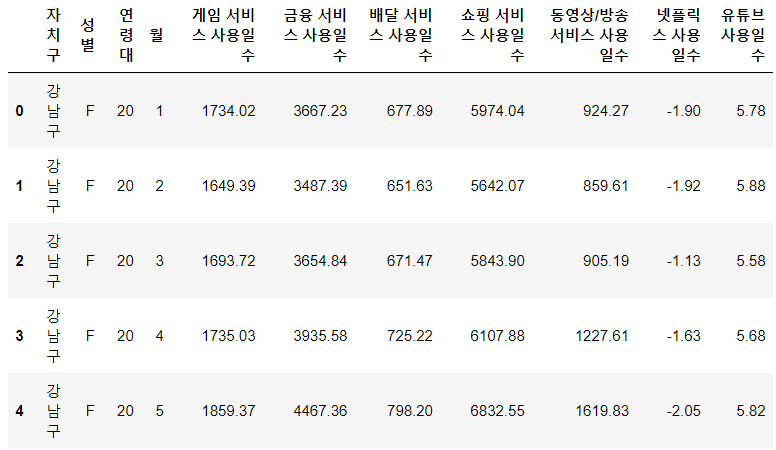 자치구 성별 연령대 월 게임 서비스 사용일수 금융 서비스 사용일수 배달 서비스 사용일수 쇼핑 서비스 사용일수 동영상/방송 서비스 사용일수 넷플릭스 사용일수 유튜브 사용일수
0 강남구 F 20 1 1734.02 3667.23 677.89 5974.04 924.27 -1.90 5.78
1 강남구 F 20 2 1649.39 3487.39 651.63 5642.07 859.61 -1.92 5.88
2 강남구 F 20 3 1693.72 3654.84 671.47 5843.90 905.19 -1.13 5.58
3 강남구 F 20 4 1735.03 3935.58 725.22 6107.88 1227.61 -1.63 5.68
4 강남구 F 20 5 1859.37 4467.36 798.20 6832.55 1619.83 -2.05 5.82